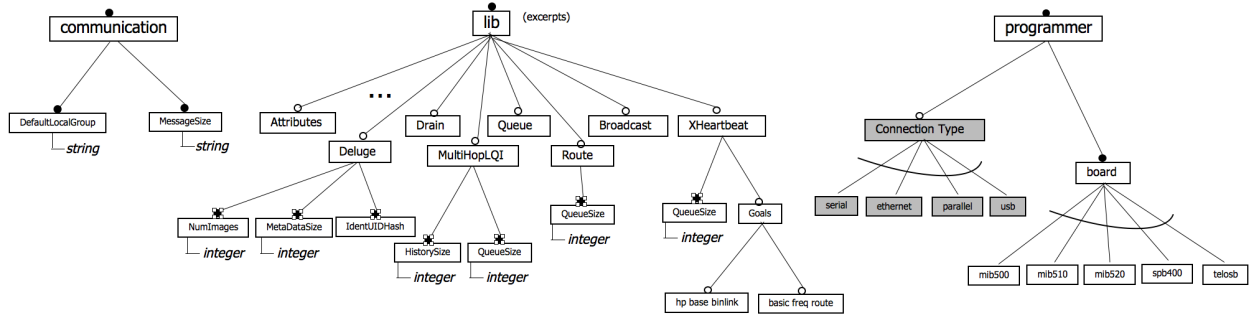 communication
lib
(excerpts)
programmer
DefaultLocalGroup
string
MessageSize
string
...
Attributes
Drain
Queue
Broadcast
XHeartbeat
Connection Type
Deluge
MultiHopLQI
Route
board
NumImages
integer
MetaDataSize
integer
IdentUIDHash
HistorySize
integer
QueueSize
integer
QueueSize
integer
QueueSize
integer
Goals
serial
ethernet
parallel
usb
hp base binlink
basic freq route
mib500
mib510
mib520
spb400
telosb